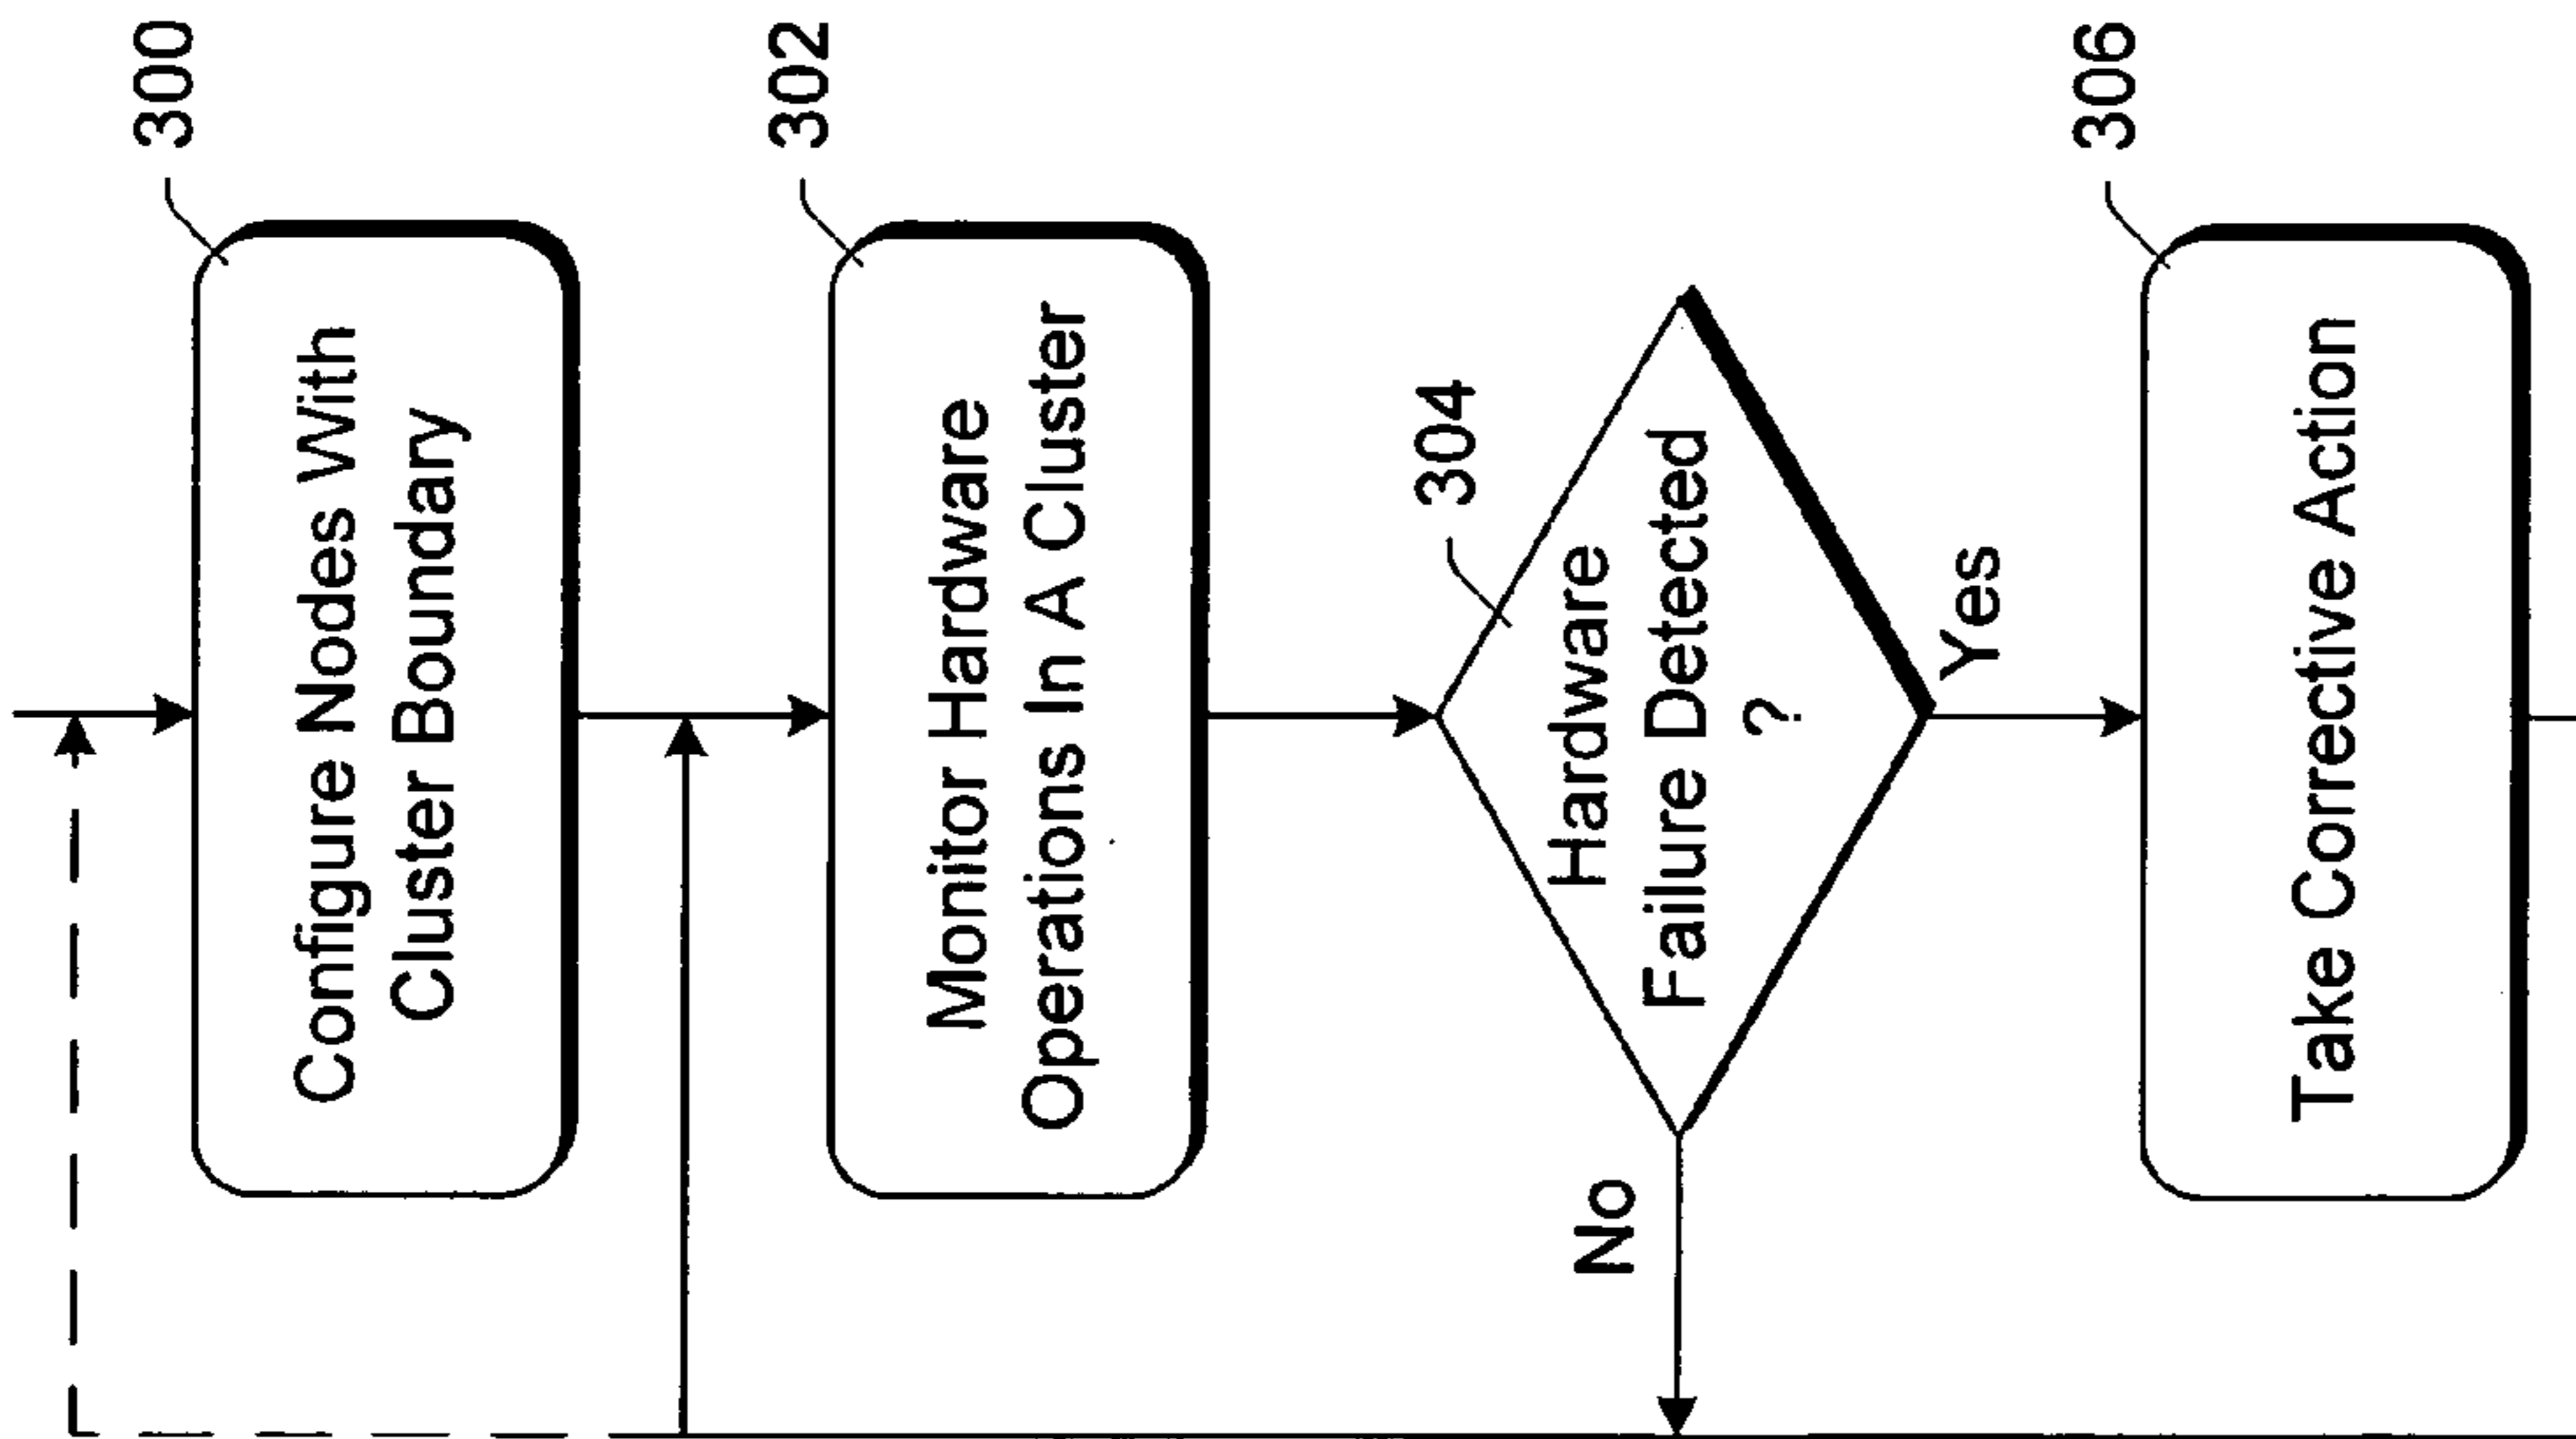 300
Configure Nodes With
Cluster Boundary
302
Monitor Hardware
Operations In A Cluster
304
Hardware
Failure Detected
?
No
Yes
306
Take Corrective Action